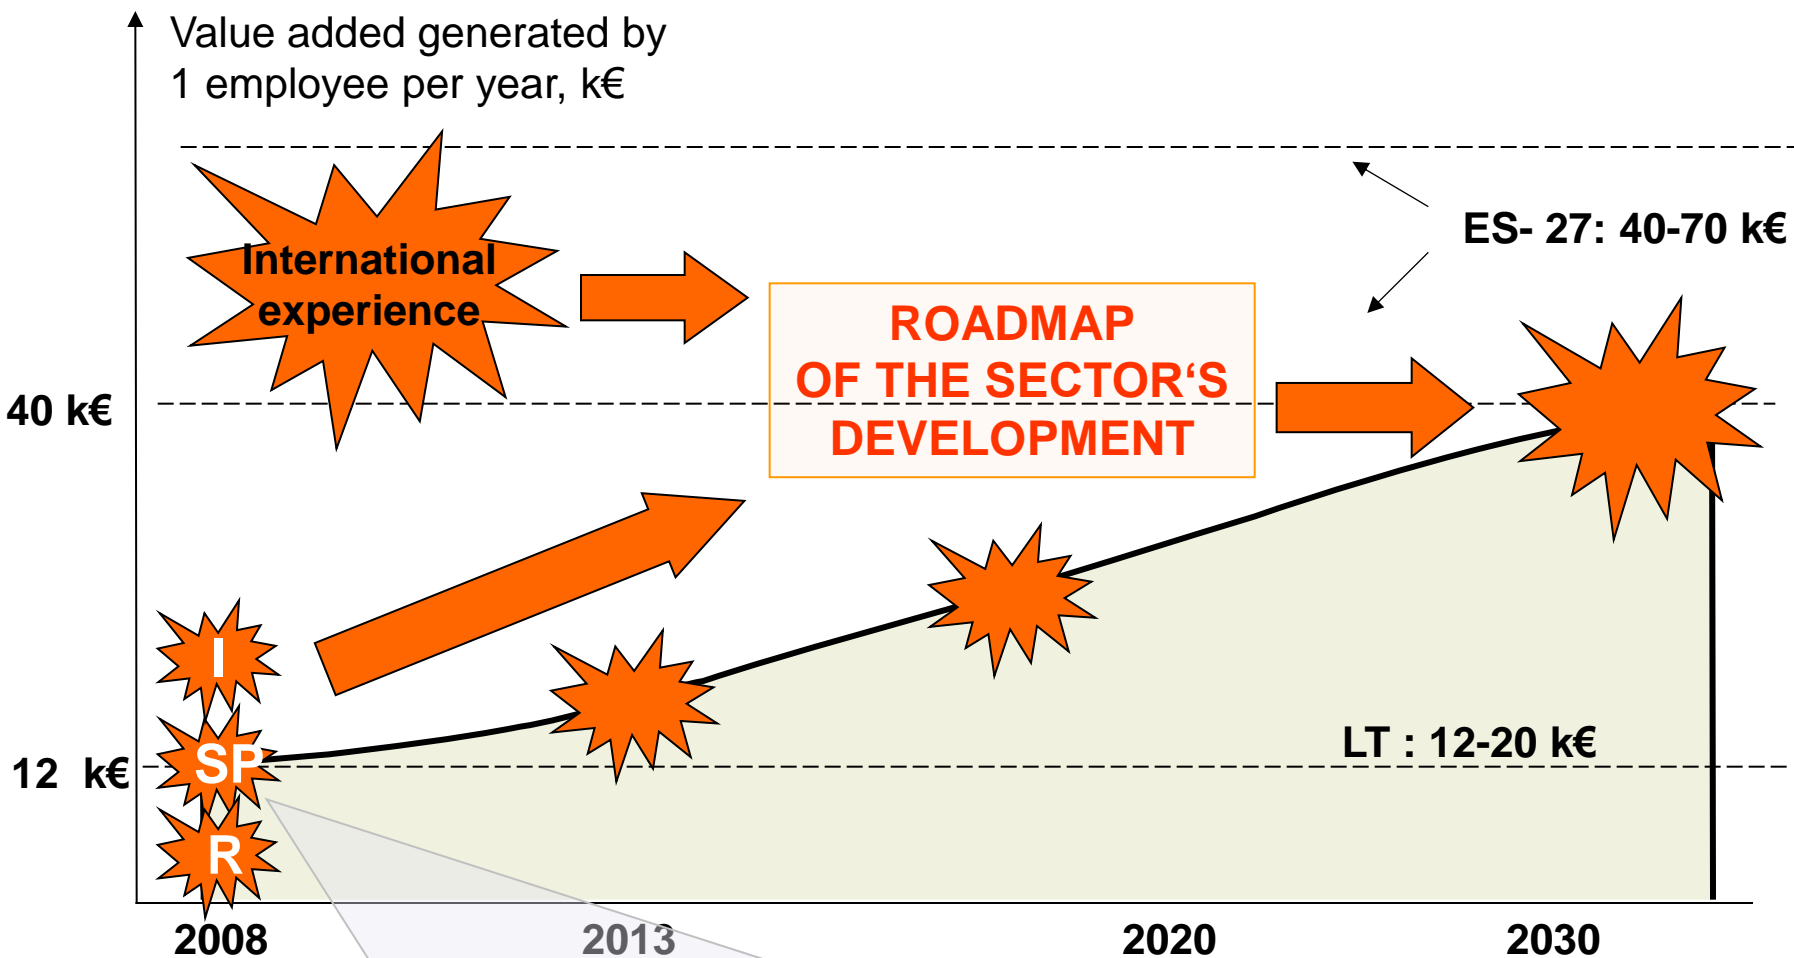 Value added generated by
1 employee per year, k€
International
experience
ES- 27: 40-70 k€
ROADMAP
OF THE SECTOR‘S
DEVELOPMENT
40 k€
I
SP
R
12 k€
LT : 12-20 k€
2008
2013
2020
2030